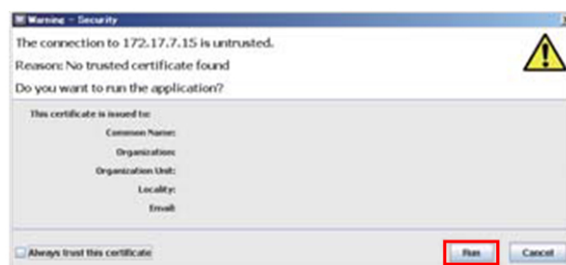 Warning - Security
The connection to 172.17.7.15 is untrusted.
Reason: No trusted certificate found
Do you want to run the application?
This certificate is issued to:
Common Name:
Organization:
Organization Unit:
Locality:
Email:
Always trust this certificate
Run
Cancel